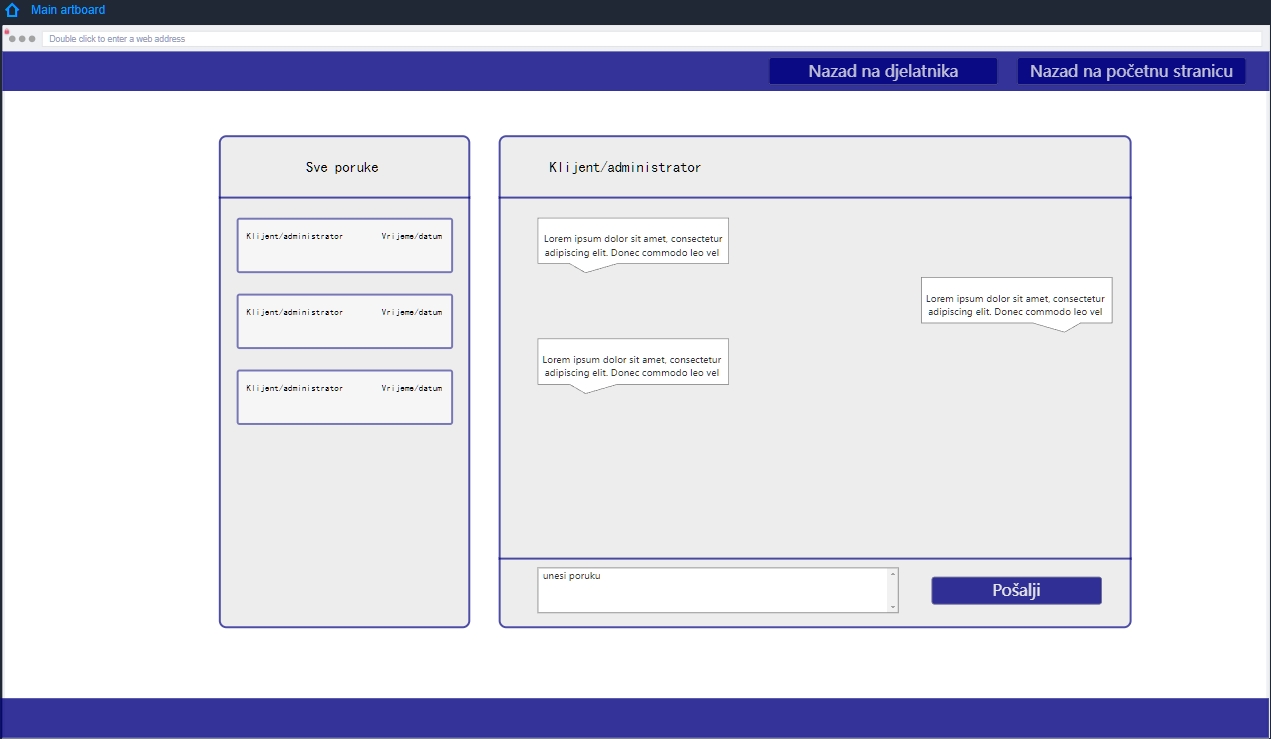 Main artboard
Double click to enter a web address
Nazad na djelatnika
Nazad na početnu stranicu
Sve poruke
Klijent/administrator Vrijeme/datum
Klijent/administrator Vrijeme/datum
Klijent/administrator Vrijeme/datum
Klijent/administrator
Lorem ipsum dolor sit amet, consectetur
adipiscing elit. Donec commodo leo vel
Lorem ipsum dolor sit amet, consectetur
adipiscing elit. Donec commodo leo vel
Lorem ipsum dolor sit amet, consectetur
adipiscing elit. Donec commodo leo vel
unesi poruku
Pošalji